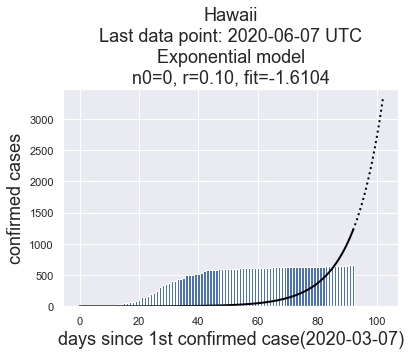 Hawaii
Last data point: 2020-06-07 UTC
Exponential model
n0=0, r=0.10, fit=-1.6104
confirmed cases
3000
2500
2000
1500
1000
500
0
0 20 40 60 80 100
days since 1st confirmed case(2020-03-07)